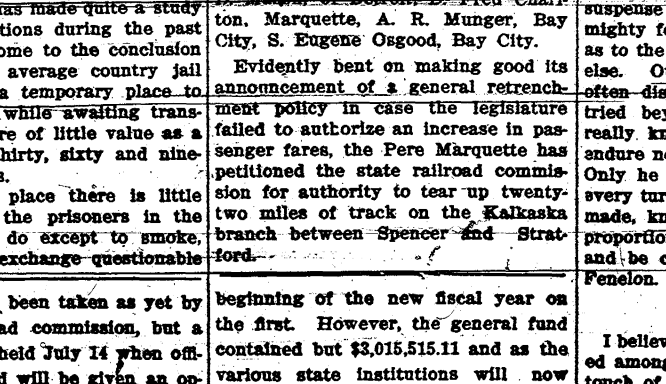 has made quite a study
tions during the past
ome to the conclusion
average country jail
a temporary place to
while awaiting trans-
re of little value as a
hirty, sixty and nine-
s.
place there is little
the prisoners in the
do except to smoke,
exchange questionable
been taken as yet by
ad commission, but a
held July 14 when offi-
d will be given an op-
ton, Marquette, A. R. Munger, Bay
City, S. Eugene Osgood, Bay City.
Evidently bent on making good its
announcement of a general retrench-
ment policy in case the legislature
failed to authorize an increase in pas-
senger fares, the Pere Marquette has
petitioned the state railroad commis-
sion for authority to tear up twenty-
two miles of track on the Kalkaska
branch between Spencer and Strat-
ford.
beginning of the new fiscal year on
the first. However, the general fund
contained but $3,015,515.11 and as the
various state institutions will now
suspense
mighty fe
as to the
else. O
often dis
tried bey
really kn
endure n
Only he
every tur
made, kn
proportio
and be c
Fenelon.
I believ
ed among
touch of